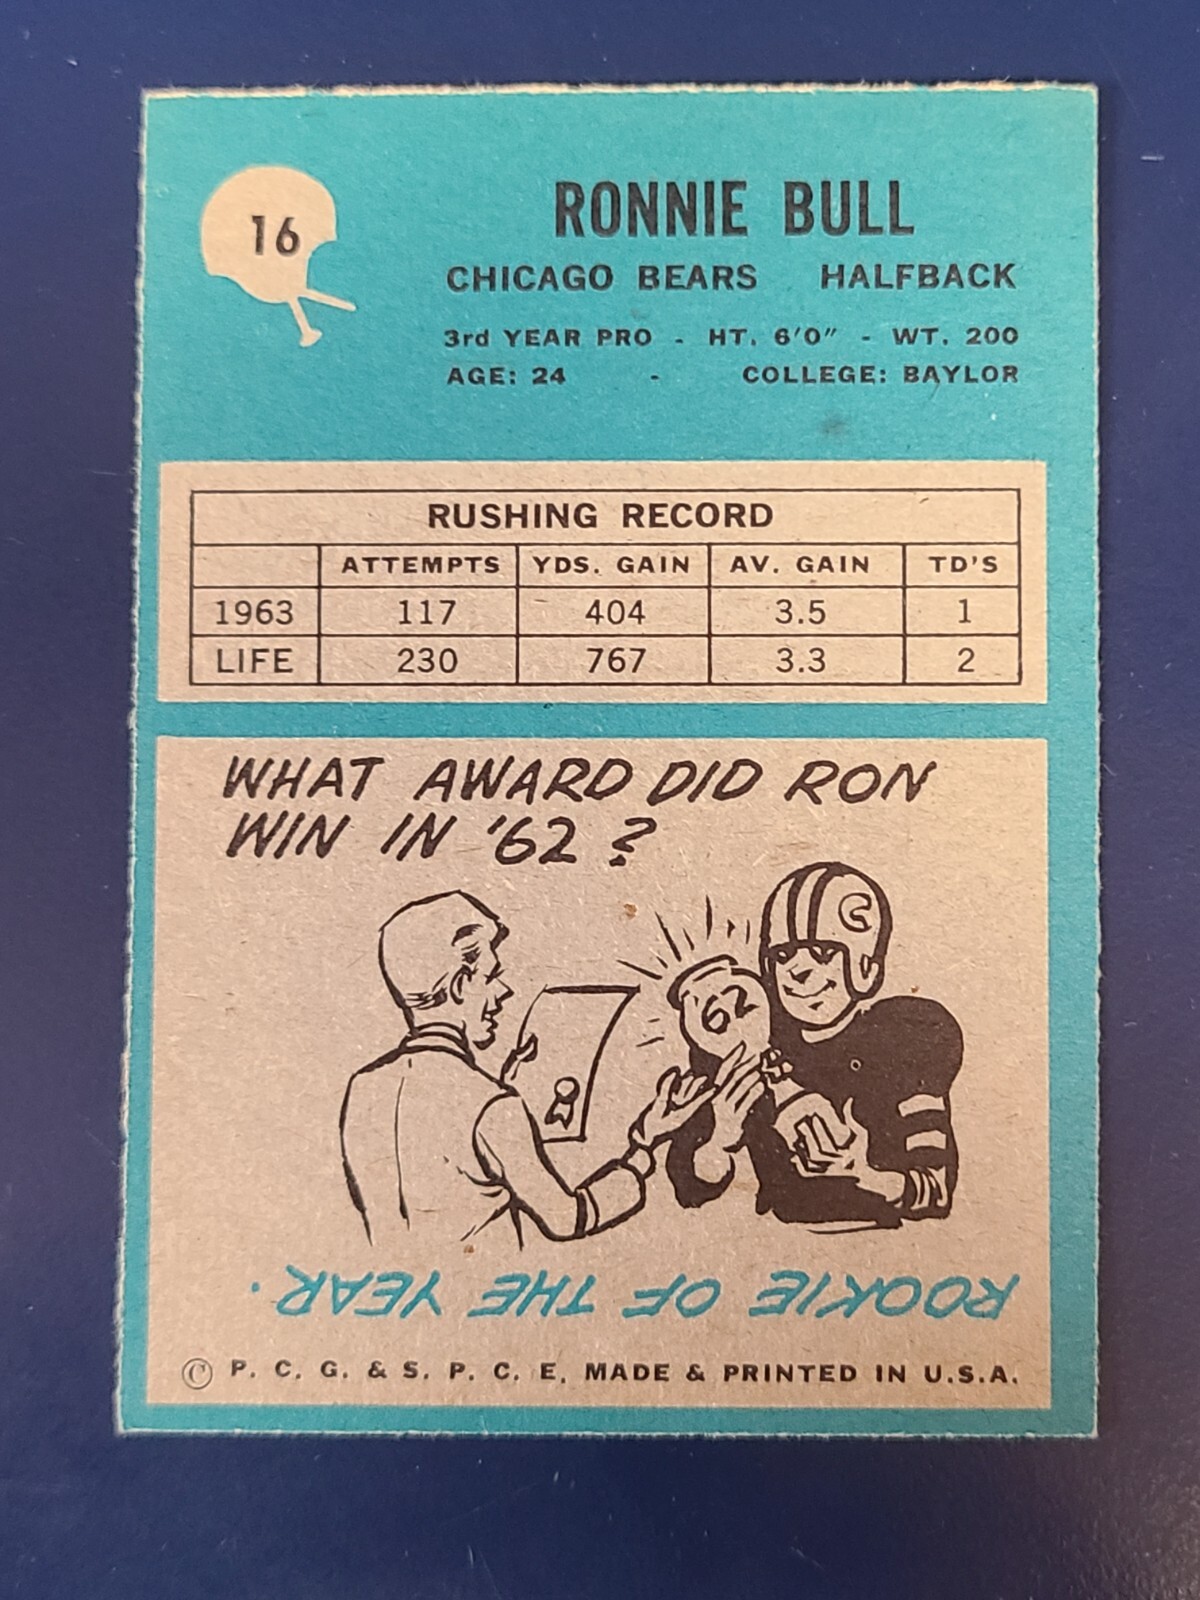 16
RONNIE BULL
CHICAGO BEARS HALFBACK
3rd YEAR PRO - HT. 6'0" - WT. 200
AGE: 24 - COLLEGE: BAYLOR
RUSHING RECORD
ATTEMPTS YDS. GAIN AV. GAIN TD'S
1963 117 404 3.5 1
LIFE 230 767 3.3 2
WHAT AWARD DID RON
WIN IN '62?
C
'62
ROOKIE OF THE YEAR.
© P. C. G. & S. P. C. E. MADE & PRINTED IN U.S.A.